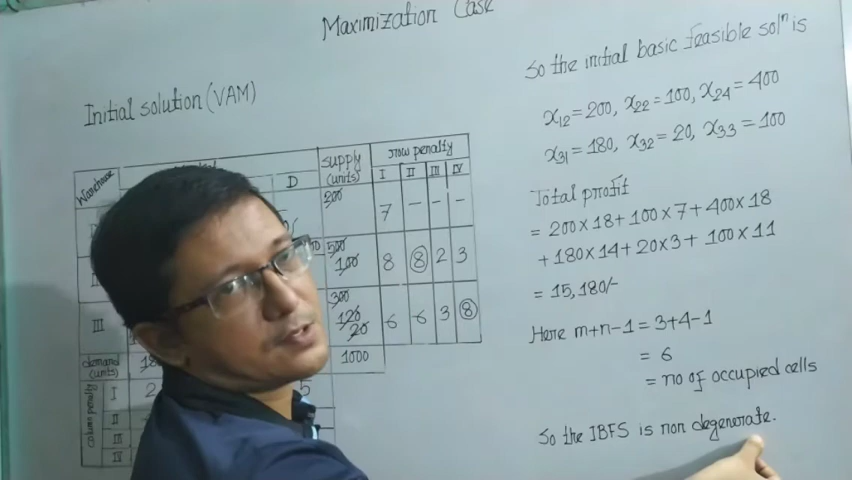 Maximization Case
So the initial basic feasible solⁿ is
Initial solution (VAM)
x₁₂=200, x₂₂=100, x₂₄=400
x₃₁=180, x₃₂=20, x₃₃=100
Warehouse
D
supply (units)
row penalty
I II III IV
200
7 - - -
500
100
8 8 2 3
III
300
120
20
6 6 3 8
demand (units)
1000
column penalty
I 2 5
II
III
IV
Total profit
= 200×18+100×7+400×18
+180×14+20×3+100×11
= 15,180/-
Here m+n-1 = 3+4-1
= 6
= no of occupied cells
So the IBFS is non degenerate.